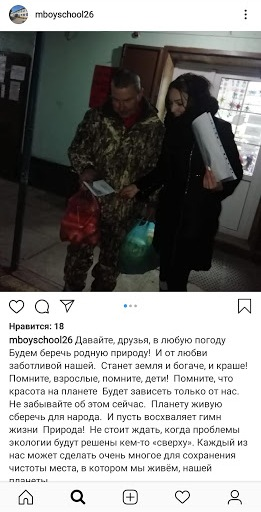 mboyschool26
Нравится: 18
mboyschool26 Давайте, друзья, в любую погоду
Будем беречь родную природу! И от любви
заботливой нашей. Станет земля и богаче, и краше!
Помните, взрослые, помните, дети! Помните, что
красота на планете Будет зависеть только от нас.
Не забывайте об этом сейчас. Планету живую
сберечь для народа. И пусть восхваляет гимн
жизни Природа! Не стоит ждать, когда проблемы
экологии будут решены кем-то «сверху». Каждый из
нас может сделать очень многое для сохранения
чистоты места, в котором мы живём, нашей
планеты